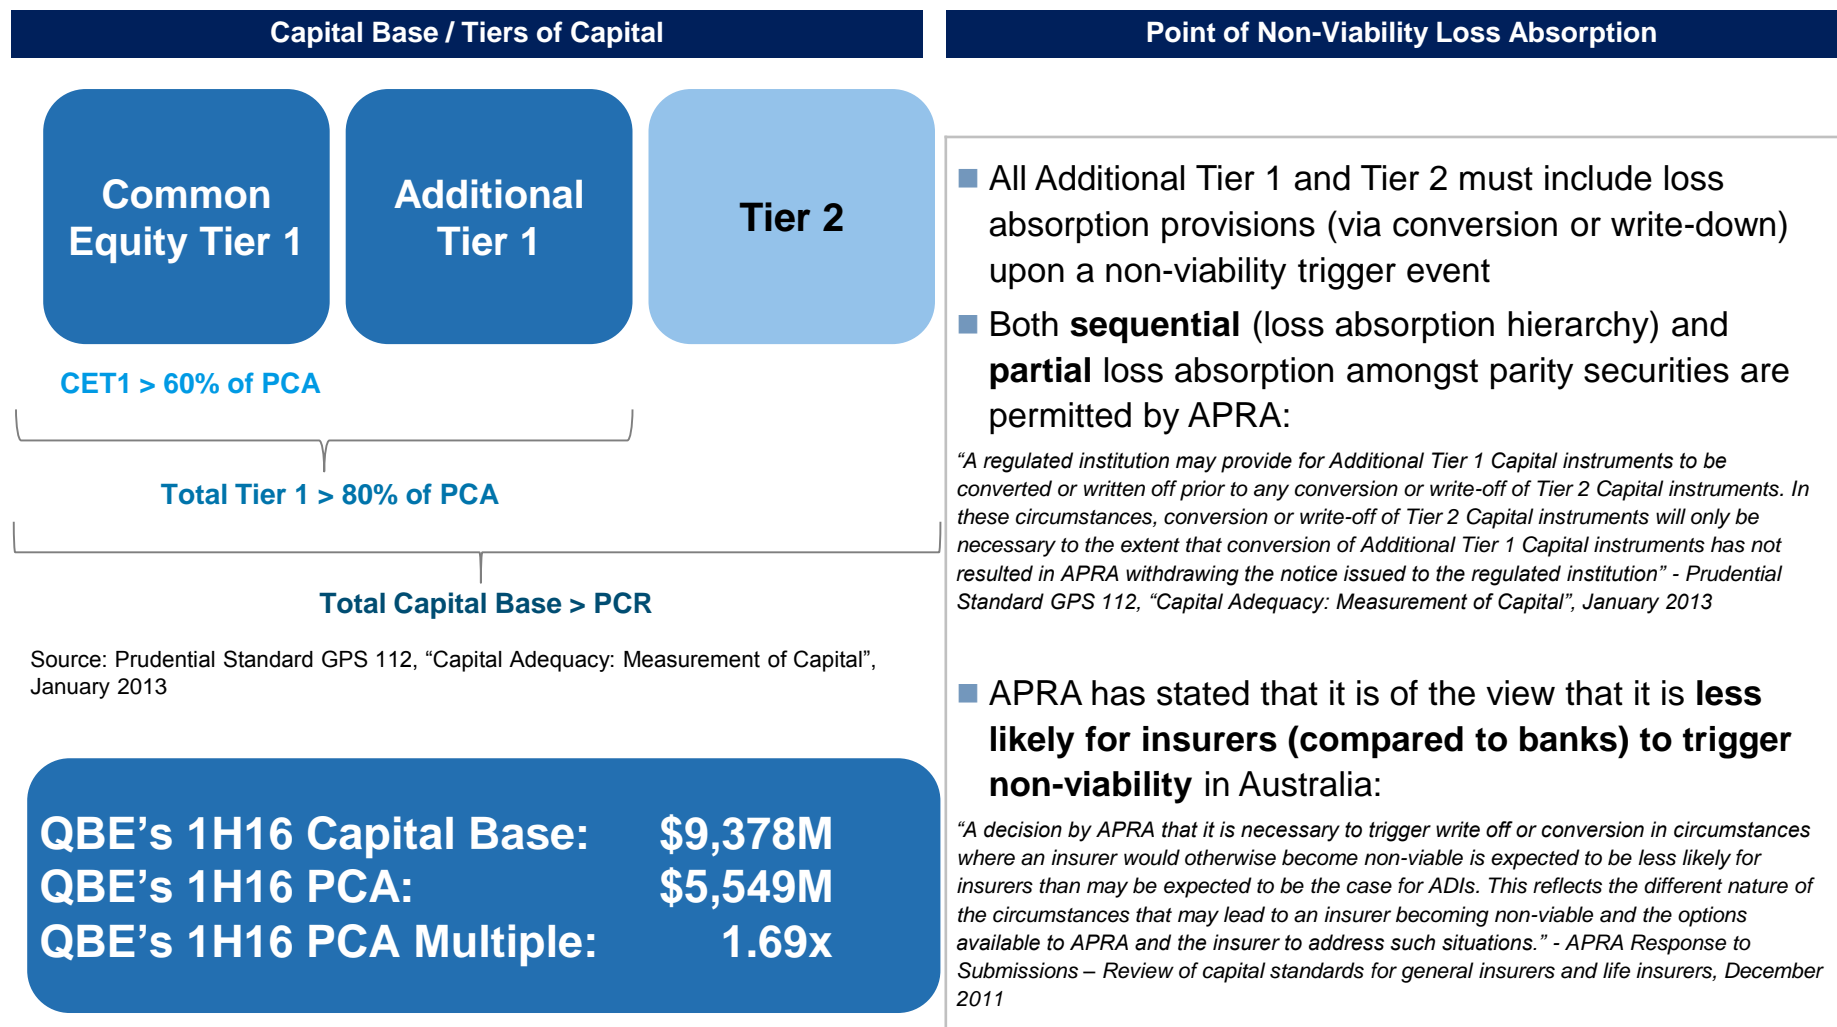 Capital Base / Tiers of Capital
Common
Equity Tier 1
Additional
Tier 1
Tier 2
CET1 > 60% of PCA
Total Tier 1 > 80% of PCA
Total Capital Base > PCR
Source: Prudential Standard GPS 112, “Capital Adequacy: Measurement of Capital”,
January 2013
QBE’s 1H16 Capital Base: $9,378M
QBE’s 1H16 PCA: $5,549M
QBE’s 1H16 PCA Multiple: 1.69x
Point of Non-Viability Loss Absorption
All Additional Tier 1 and Tier 2 must include loss
absorption provisions (via conversion or write-down)
upon a non-viability trigger event
Both sequential (loss absorption hierarchy) and
partial loss absorption amongst parity securities are
permitted by APRA:
“A regulated institution may provide for Additional Tier 1 Capital instruments to be
converted or written off prior to any conversion or write-off of Tier 2 Capital instruments. In
these circumstances, conversion or write-off of Tier 2 Capital instruments will only be
necessary to the extent that conversion of Additional Tier 1 Capital instruments has not
resulted in APRA withdrawing the notice issued to the regulated institution” - Prudential
Standard GPS 112, “Capital Adequacy: Measurement of Capital”, January 2013
APRA has stated that it is of the view that it is less
likely for insurers (compared to banks) to trigger
non-viability in Australia:
“A decision by APRA that it is necessary to trigger write off or conversion in circumstances
where an insurer would otherwise become non-viable is expected to be less likely for
insurers than may be expected to be the case for ADIs. This reflects the different nature of
the circumstances that may lead to an insurer becoming non-viable and the options
available to APRA and the insurer to address such situations.” - APRA Response to
Submissions – Review of capital standards for general insurers and life insurers, December
2011